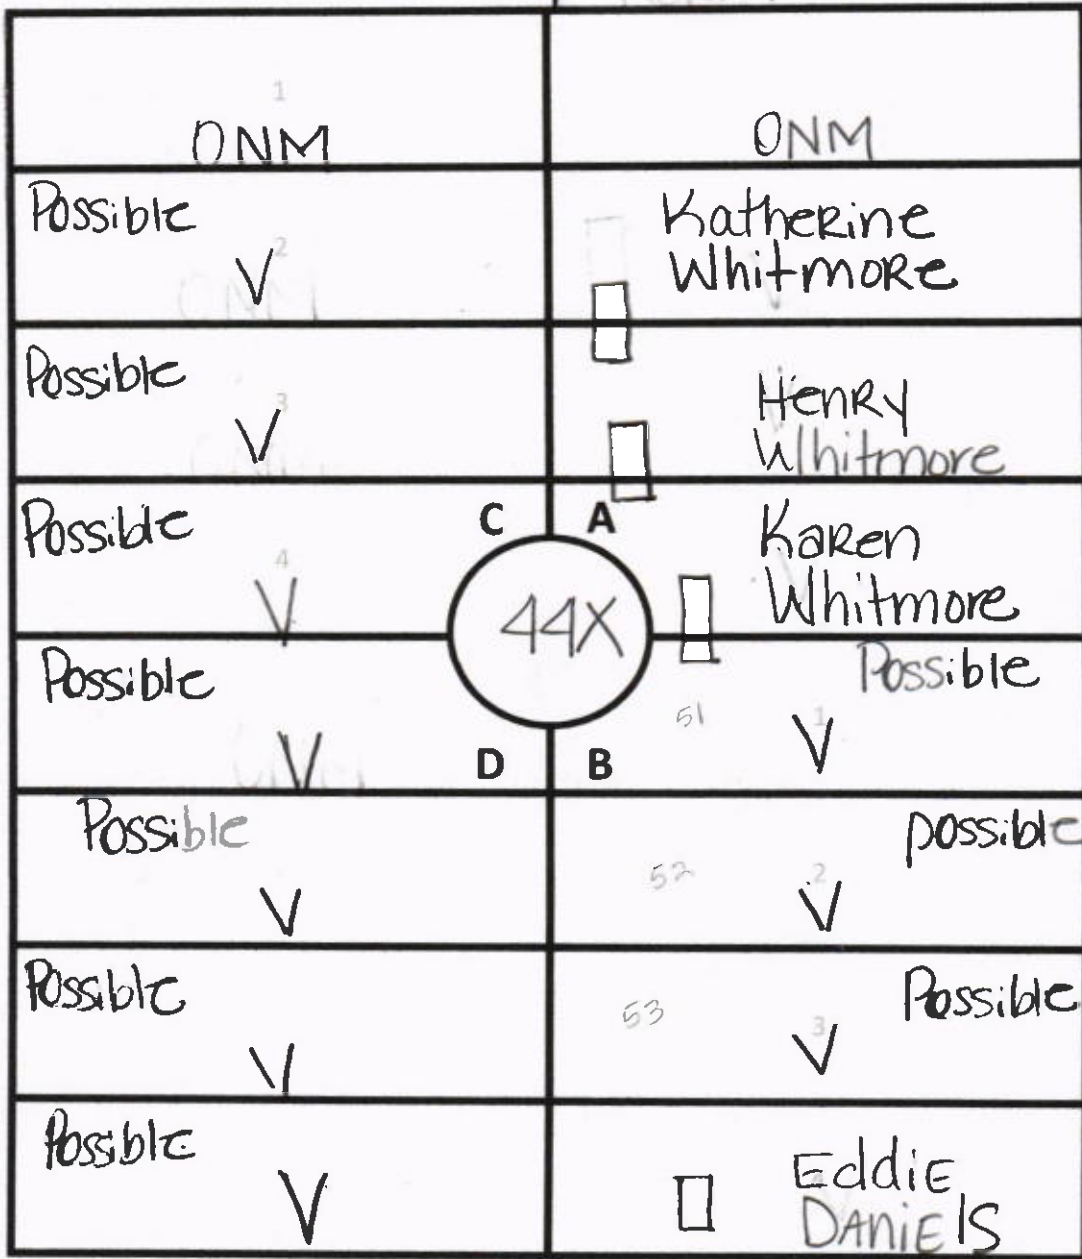 1
ONM
ONM
Possible
2
V
Katherine
Whitmore
Possible
3
V
Henry
Whitmore
Possible
4
V
C
A
Karen
Whitmore
44X
Possible
V
D
B
Possible
51
1
V
Possible
V
possible
52
2
V
Possible
V
Possible
53
3
V
Possible
V
Eddie
Daniels